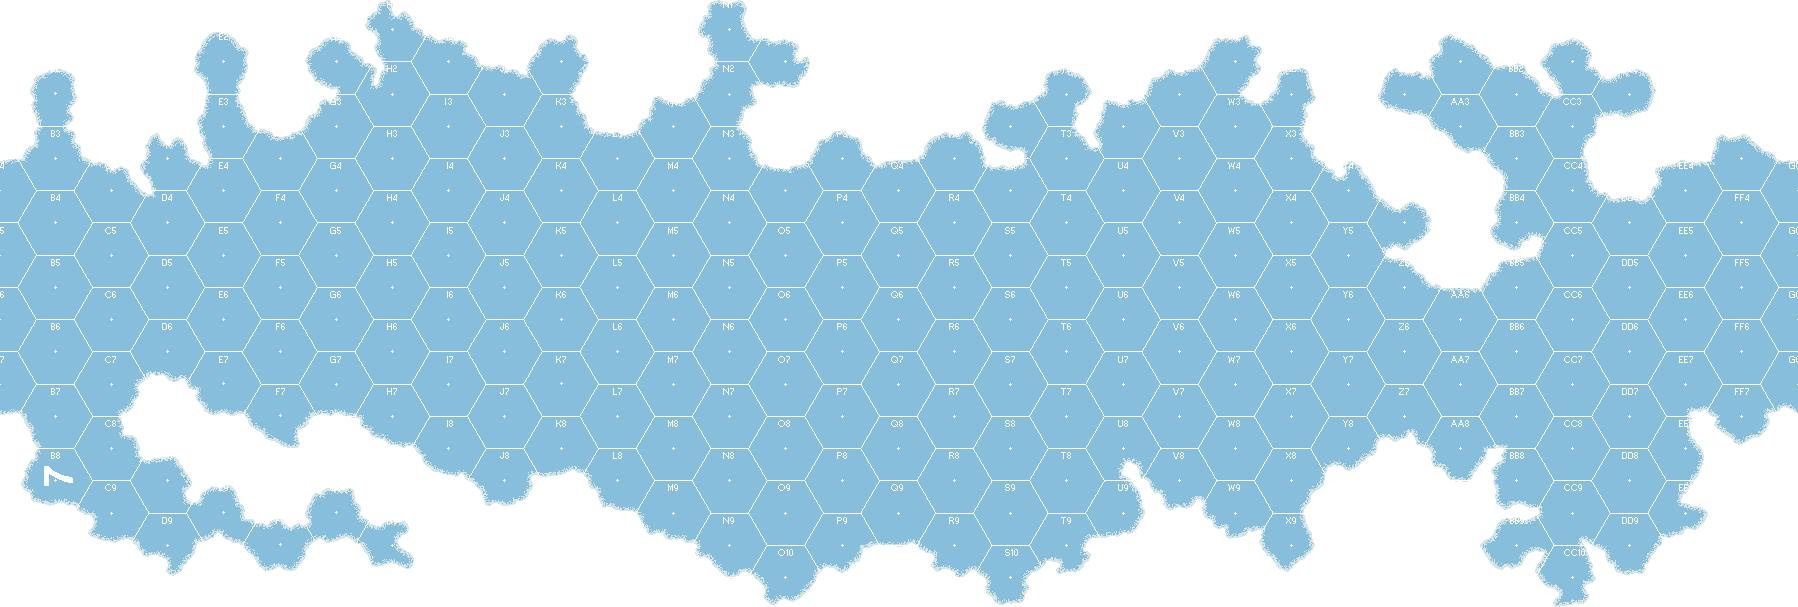 E2
H2 N2 BB2
E3 G3 I3 K3 W3 AA3 CC3
B3 H3 J3 N3 T3 V3 X3 BB3
E4 G4 I4 K4 M4 Q4 U4 W4 CC4 EE4
B4 D4 F4 H4 J4 L4 N4 P4 R4 T4 V4 X4 BB4 FF4
C5 E5 G5 I5 K5 M5 O5 Q5 S5 U5 W5 Y5 CC5 EE5
B5 D5 F5 H5 J5 L5 N5 P5 R5 T5 V5 X5 BB5 DD5 FF5
C6 E6 G6 I6 K6 M6 O6 Q6 S6 U6 W6 Y6 AA6 CC6 EE6
B6 D6 F6 H6 J6 L6 N6 P6 R6 T6 V6 X6 Z6 BB6 DD6 FF6
C7 E7 G7 I7 K7 M7 O7 Q7 S7 U7 W7 Y7 AA7 CC7 EE7
B7 F7 H7 J7 L7 N7 P7 R7 T7 V7 X7 Z7 BB7 DD7 FF7
C8 I8 K8 M8 O8 Q8 S8 U8 W8 Y8 AA8 CC8
B8 J8 L8 N8 P8 R8 T8 V8 X8 BB8 DD8
7
C9 M9 O9 Q9 S9 U9 W9 CC9
D9 N9 P9 R9 T9 X9 BB9 DD9
O10 S10 CC10